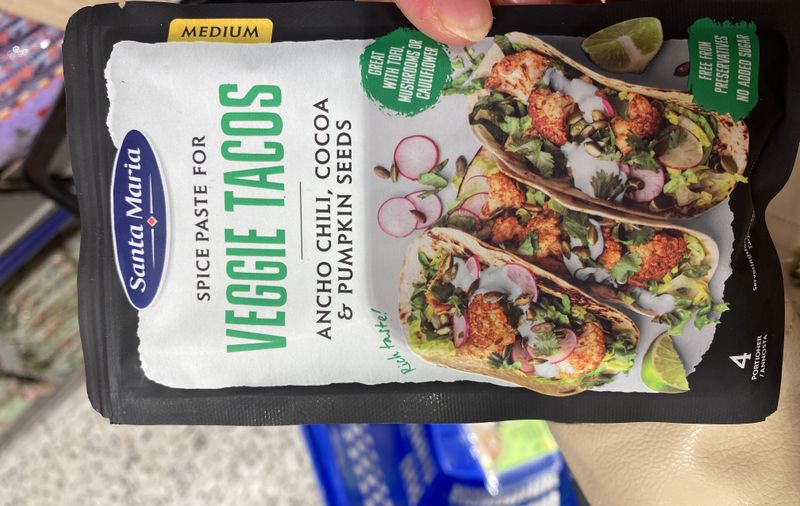 MEDIUM
Santa Maria
SPICE PASTE FOR
VEGGIE TACOS
ANCHO CHILI, COCOA
& PUMPKIN SEEDS
Rich taste!
GREAT
WITH TOFU,
MUSHROOMS OR
CAULIFLOWER
FREE FROM
PRESERVATIVES
NO ADDED SUGAR
4
PORTIONER
/ANNOSTA